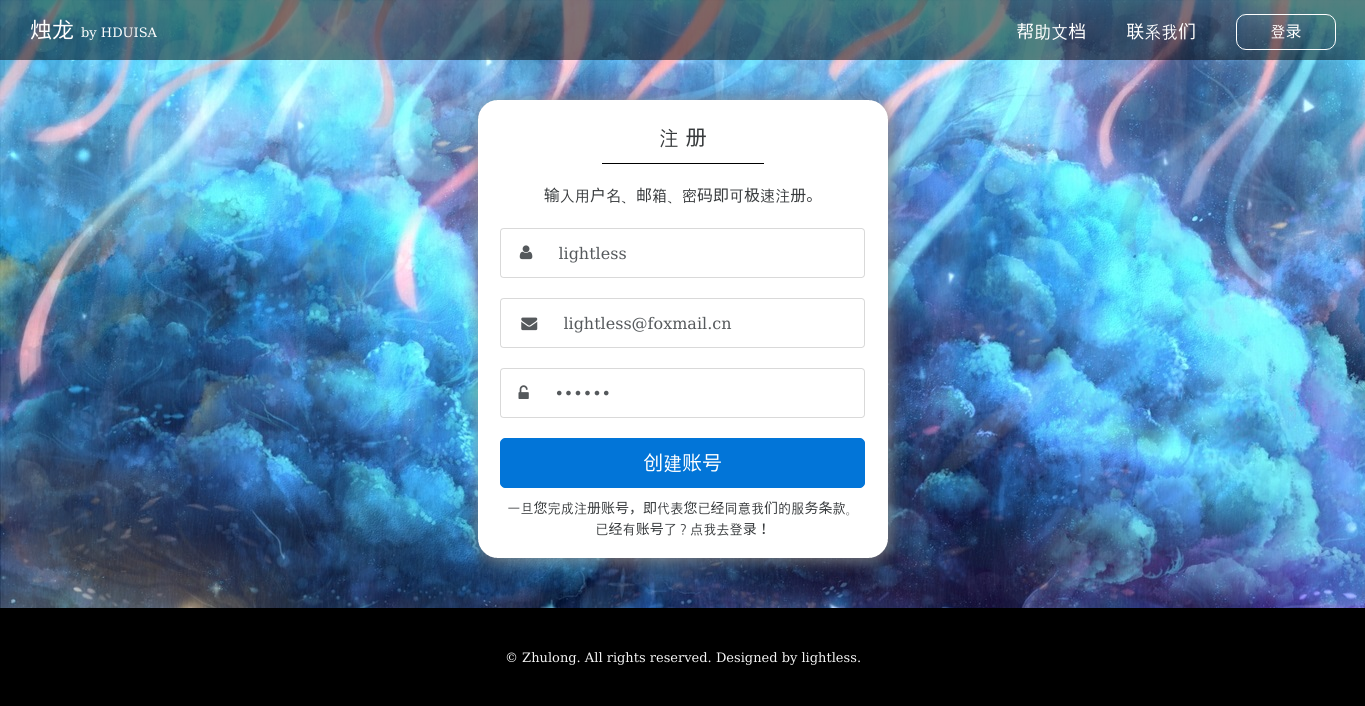 烛龙 by HDUISA
帮助文档 联系我们 登录
注 册
输入用户名、邮箱、密码即可极速注册。
lightless
lightless@foxmail.cn
••••••
创建账号
一旦您完成注册账号，即代表您已经同意我们的服务条款。
已经有账号了？点我去登录！
© Zhulong. All rights reserved. Designed by lightless.